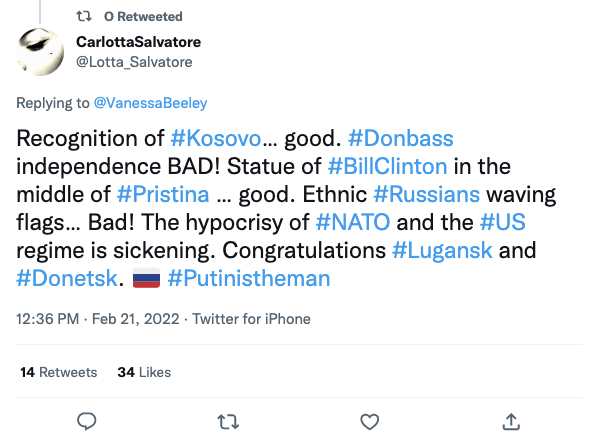 O Retweeted
CarlottaSalvatore
@Lotta_Salvatore
Replying to @VanessaBeeley
Recognition of #Kosovo... good. #Donbass
independence BAD! Statue of #BillClinton in the
middle of #Pristina ... good. Ethnic #Russians waving
flags... Bad! The hypocrisy of #NATO and the #US
regime is sickening. Congratulations #Lugansk and
#Donetsk. 🇷🇺 #Putinistheman
12:36 PM · Feb 21, 2022 · Twitter for iPhone
14 Retweets 34 Likes